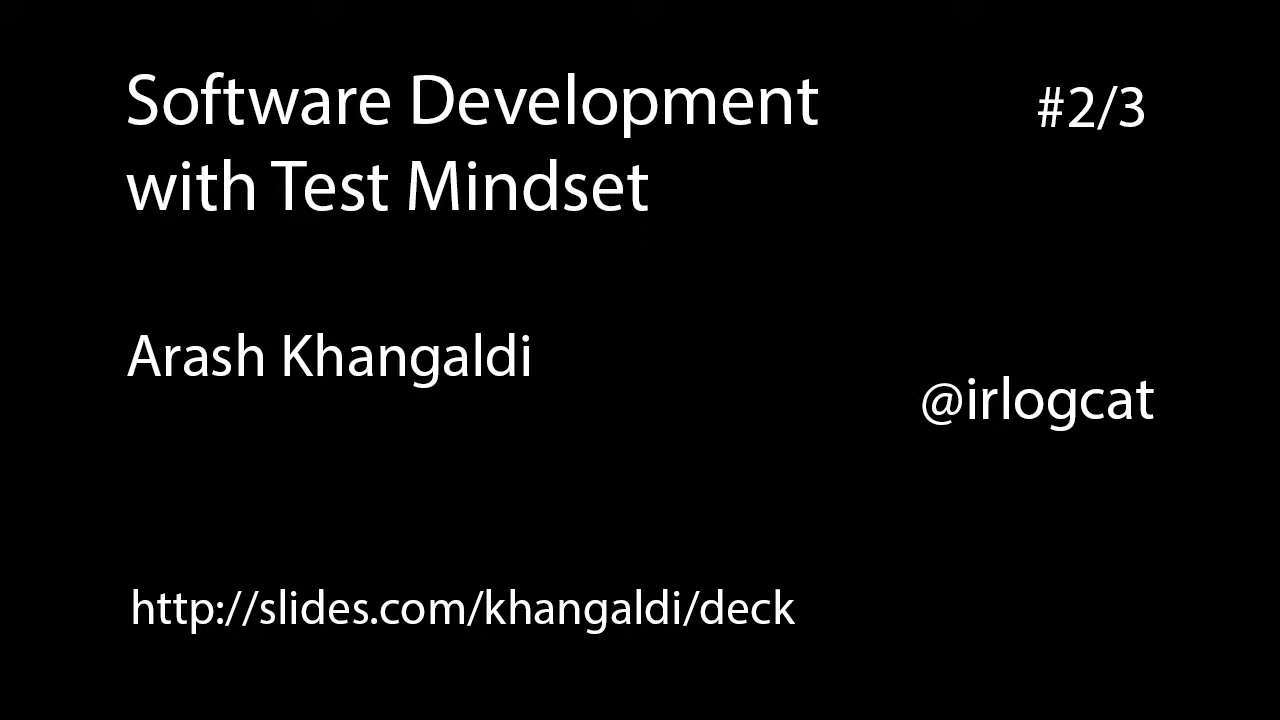 Software Development
with Test Mindset
#2/3
Arash Khangaldi
@irlogcat
http://slides.com/khangaldi/deck